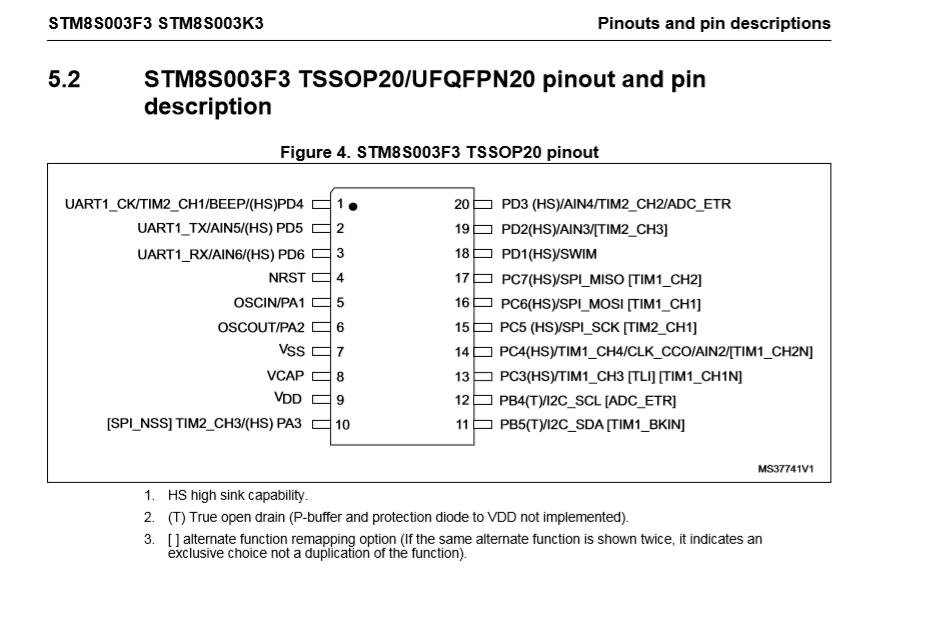 STM8S003F3 STM8S003K3 Pinouts and pin descriptions
5.2 STM8S003F3 TSSOP20/UFQFPN20 pinout and pin
description
Figure 4. STM8S003F3 TSSOP20 pinout
UART1_CK/TIM2_CH1/BEEP/(HS)PD4 1 20 PD3 (HS)/AIN4/TIM2_CH2/ADC_ETR
UART1_TX/AIN5/(HS) PD5 2 19 PD2(HS)/AIN3/[TIM2_CH3]
UART1_RX/AIN6/(HS) PD6 3 18 PD1(HS)/SWIM
NRST 4 17 PC7(HS)/SPI_MISO [TIM1_CH2]
OSCIN/PA1 5 16 PC6(HS)/SPI_MOSI [TIM1_CH1]
OSCOUT/PA2 6 15 PC5 (HS)/SPI_SCK [TIM2_CH1]
VSS 7 14 PC4(HS)/TIM1_CH4/CLK_CCO/AIN2/[TIM1_CH2N]
VCAP 8 13 PC3(HS)/TIM1_CH3 [TLI] [TIM1_CH1N]
VDD 9 12 PB4(T)/I2C_SCL [ADC_ETR]
[SPI_NSS] TIM2_CH3/(HS) PA3 10 11 PB5(T)/I2C_SDA [TIM1_BKIN]
MS37741V1
1. HS high sink capability.
2. (T) True open drain (P-buffer and protection diode to VDD not implemented).
3. [ ] alternate function remapping option (If the same alternate function is shown twice, it indicates an
exclusive choice not a duplication of the function).